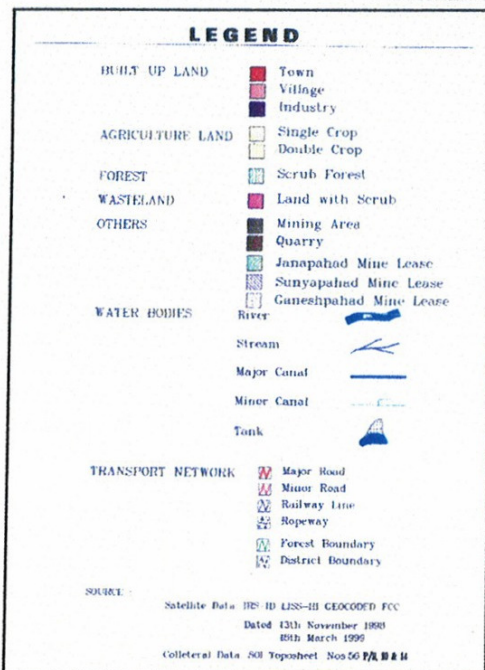 LEGEND
BUILT UP LAND Town
Village
Industry
AGRICULTURE LAND Single Crop
Double Crop
FOREST Scrub Forest
WASTELAND Land with Scrub
OTHERS Mining Area
Quarry
Janapahad Mine Lease
Sunyapahad Mine Lease
Ganeshpahad Mine Lease
WATER BODIES River
Stream
Major Canal
Minor Canal
Tank
TRANSPORT NETWORK Major Road
Minor Road
Railway Line
Ropeway
Forest Boundary
District Boundary
SOURCE :
Satellite Data IRS-ID LISS-III GEOCODED FCC
Dated 13th November 1998
March 1999
Colleteral Data SOI Toposheet Nos 56